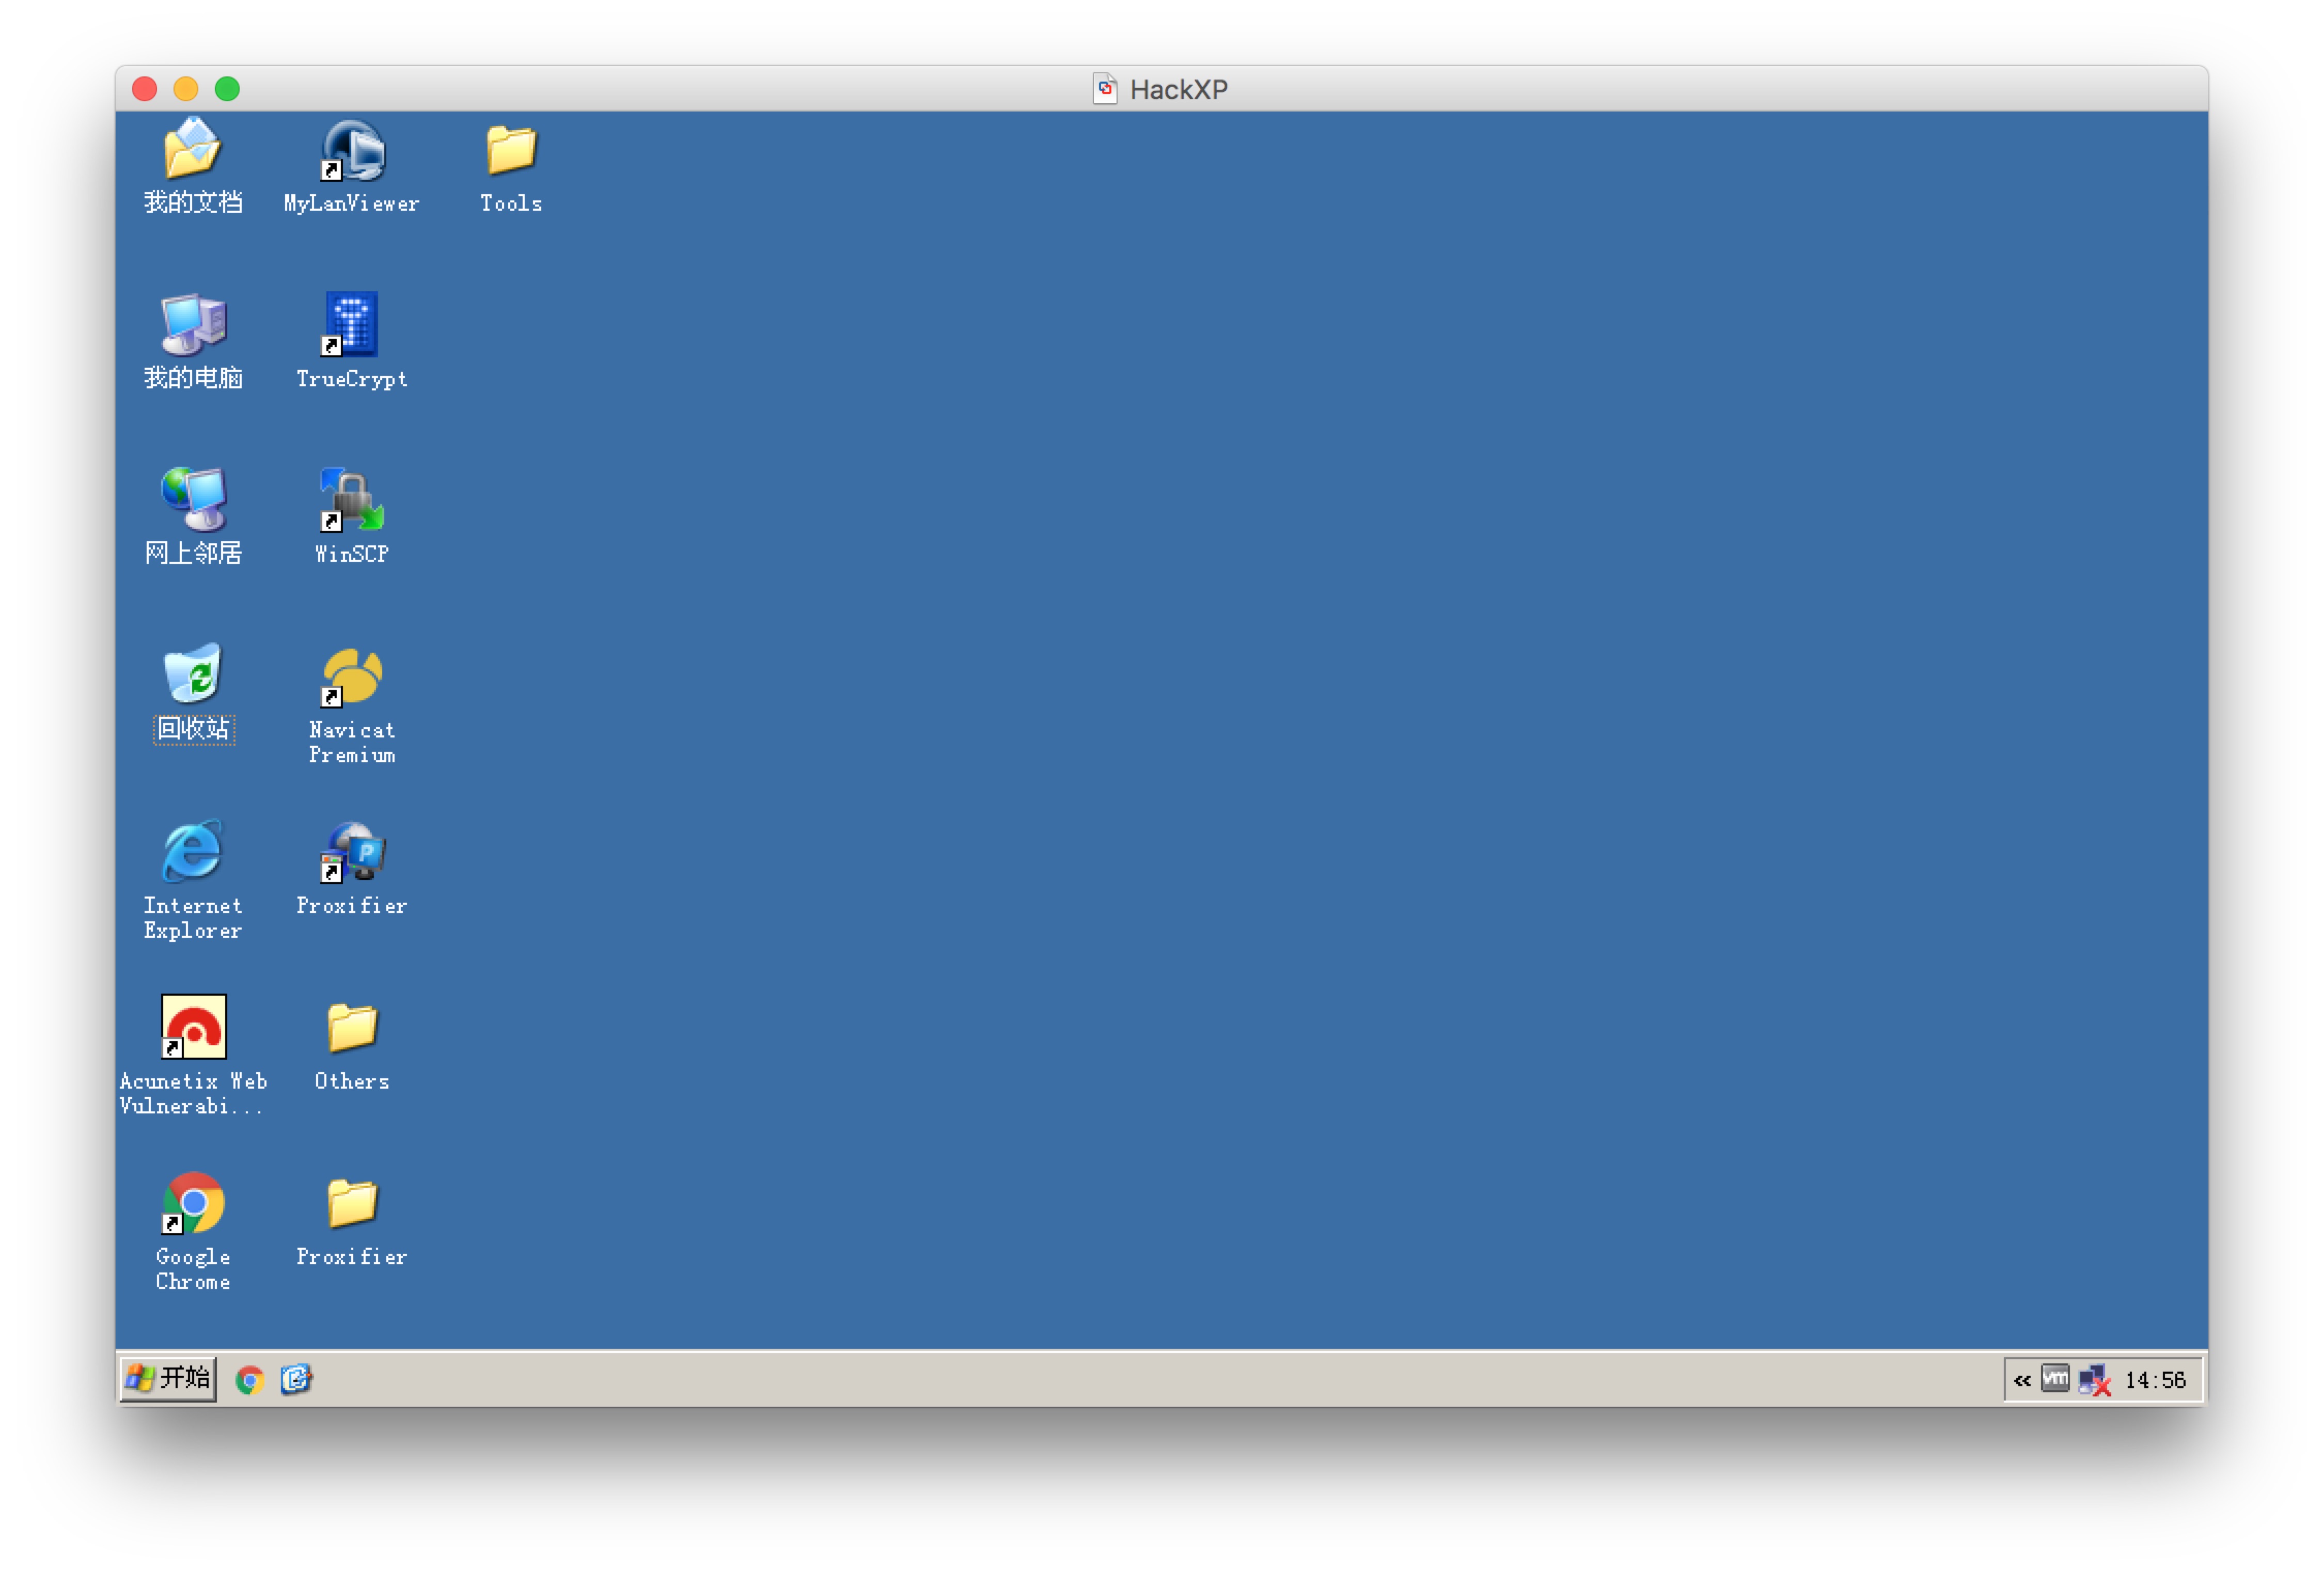 HackXP
我的文档
MyLanViewer
Tools
我的电脑
TrueCrypt
网上邻居
WinSCP
回收站
Navicat
Premium
Internet
Explorer
Proxifier
Acunetix Web
Vulnerabi...
Others
Google
Chrome
Proxifier
开始
vm
14:56